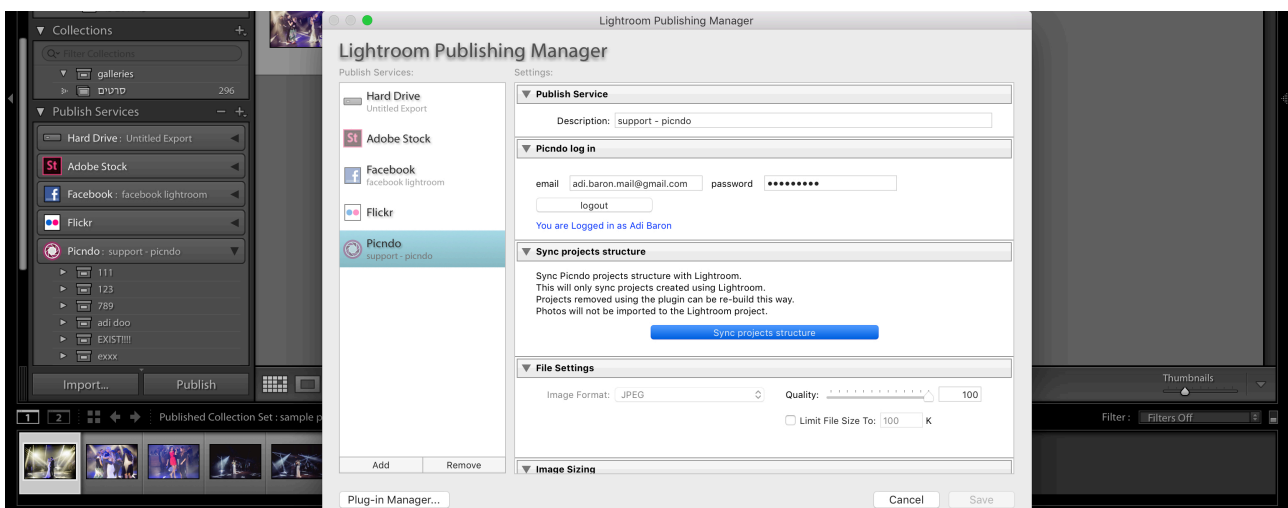 Lightroom Publishing Manager
Collections
Filter Collections
galleries
סרטים 296
Publish Services
Hard Drive : Untitled Export
St Adobe Stock
Facebook : facebook lightroom
Flickr
Picndo : support - picndo
111
123
789
adi doo
EXIST!!!!
exxx
Import... Publish
Lightroom Publishing Manager
Publish Services:
Hard Drive
Untitled Export
St Adobe Stock
Facebook
facebook lightroom
Flickr
Picndo
support - picndo
Add Remove
Plug-in Manager...
Settings:
Publish Service
Description: support - picndo
Picndo log in
email adi.baron.mail@gmail.com password •••••••••
logout
You are Logged in as Adi Baron
Sync projects structure
Sync Picndo projects structure with Lightroom.
This will only sync projects created using Lightroom.
Projects removed using the plugin can be re-build this way.
Photos will not be imported to the Lightroom project.
Sync projects structure
File Settings
Image Format: JPEG Quality: 100
Limit File Size To: 100 K
Image Sizing
Cancel Save
Thumbnails
1 2 Published Collection Set : sample p
Filter : Filters Off